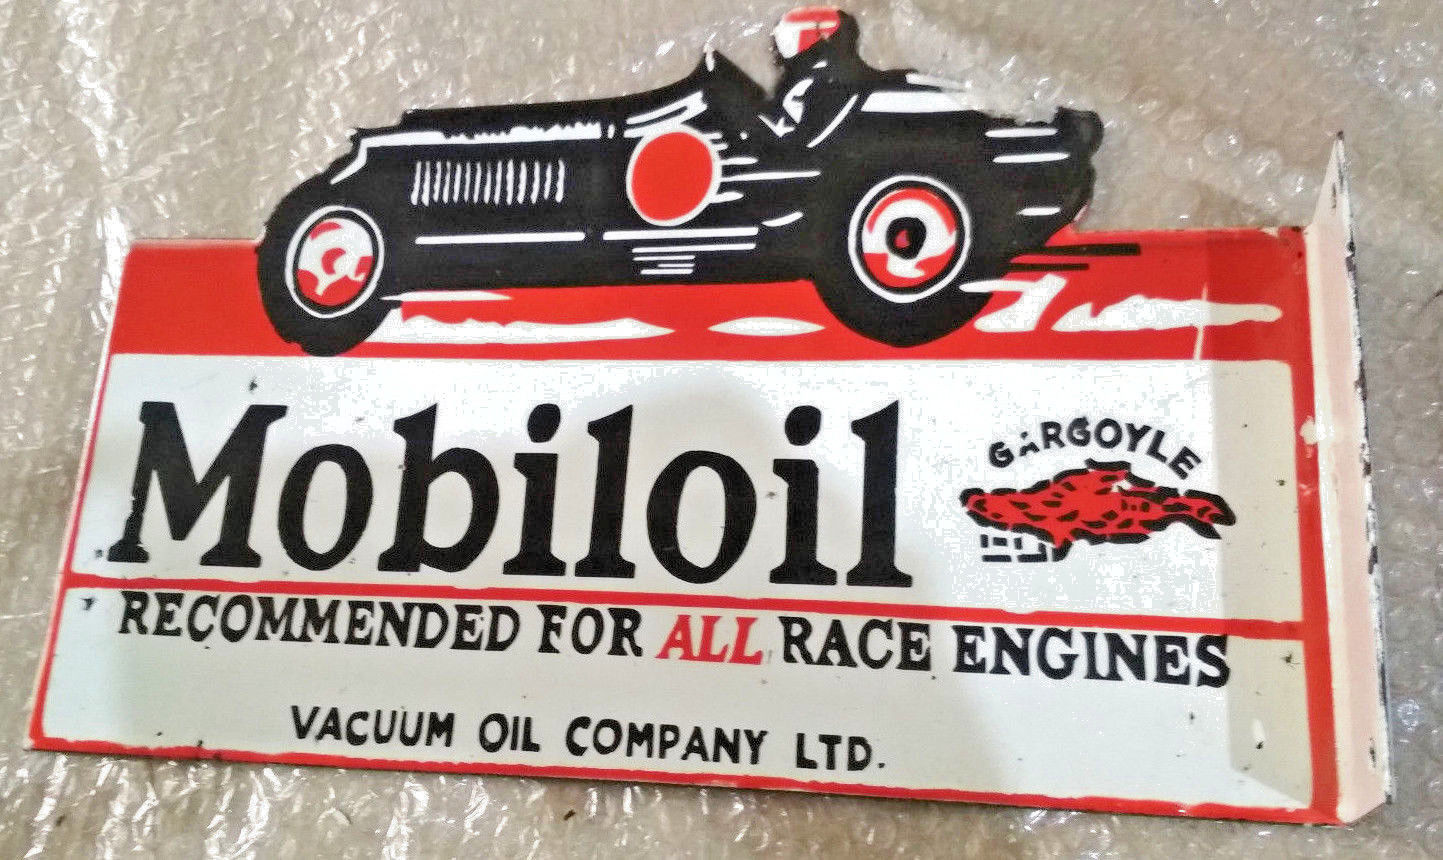 Mobiloil
GARGOYLE
RECOMMENDED FOR ALL RACE ENGINES
VACUUM OIL COMPANY LTD.